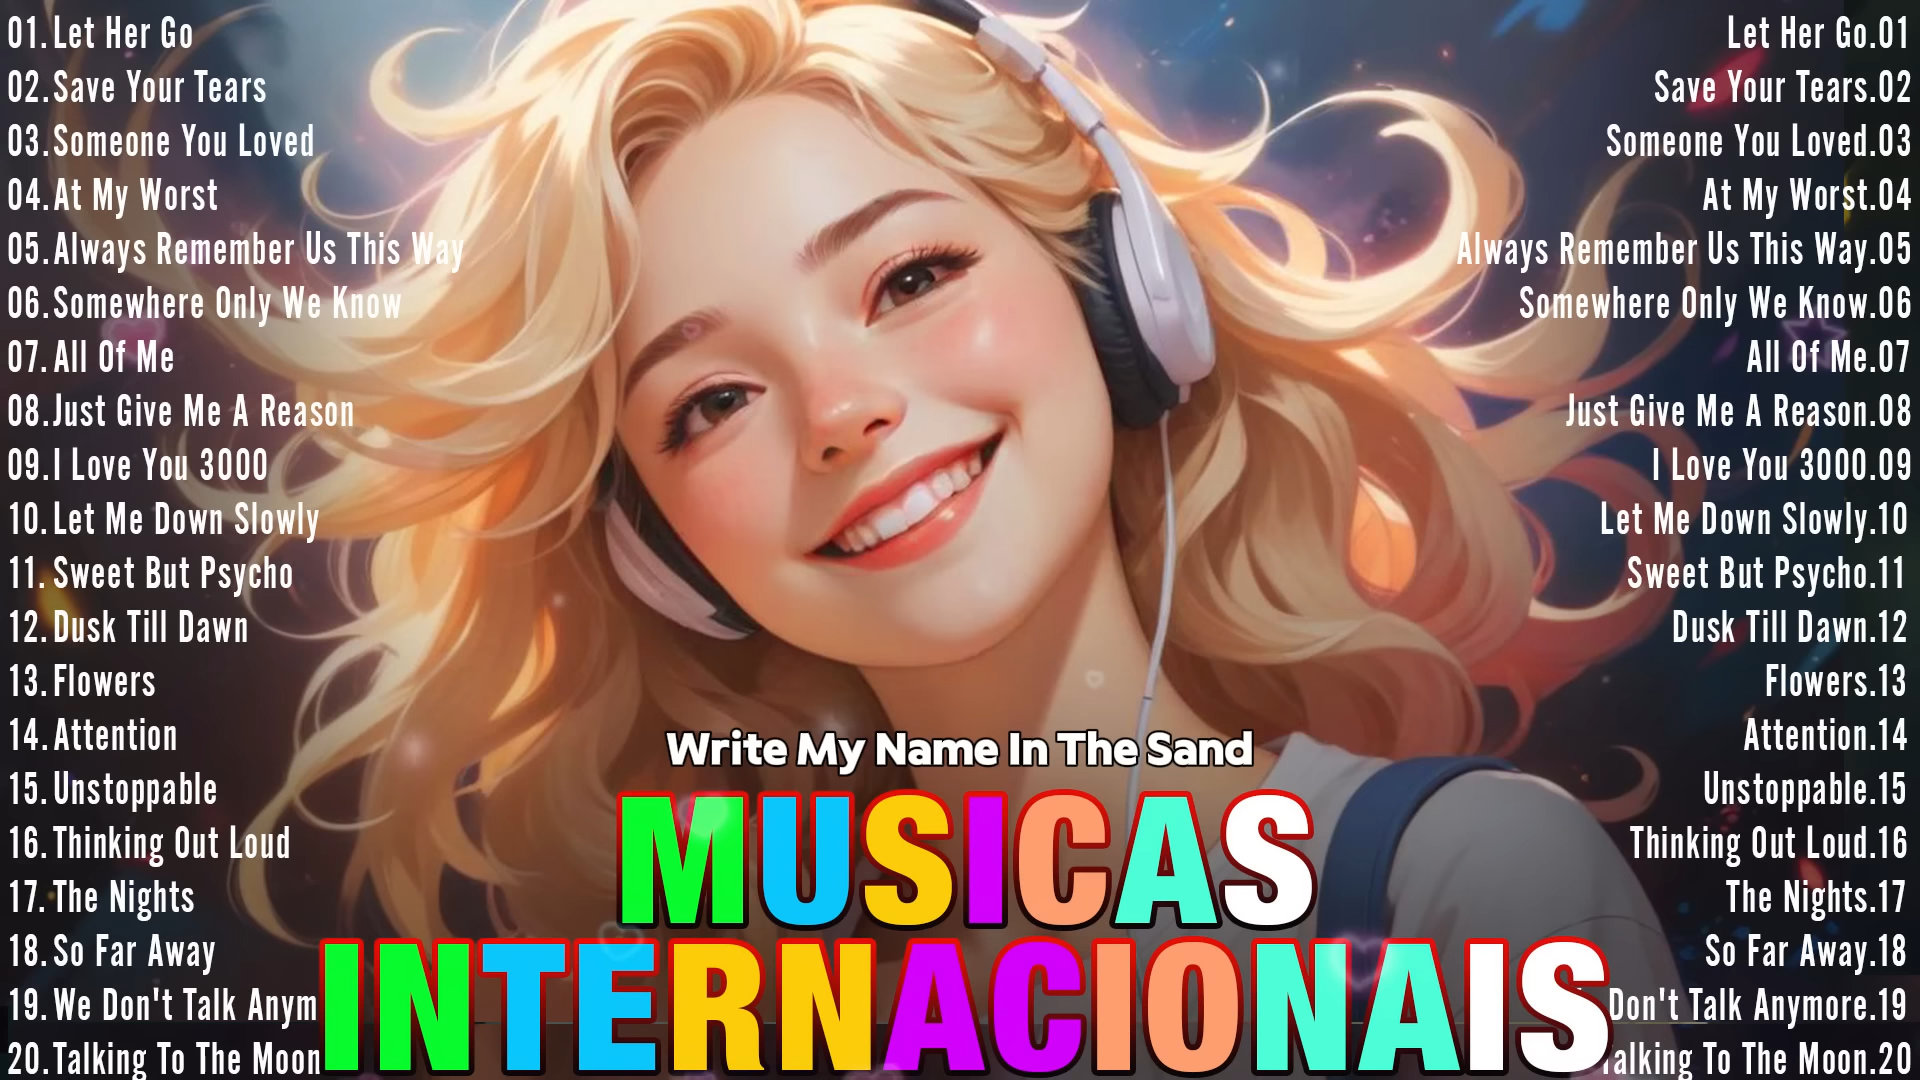 01.Let Her Go
02.Save Your Tears
03.Someone You Loved
04.At My Worst
05.Always Remember Us This Way
06.Somewhere Only We Know
07.All Of Me
08.Just Give Me A Reason
09.I Love You 3000
10.Let Me Down Slowly
11.Sweet But Psycho
12.Dusk Till Dawn
13.Flowers
14.Attention
15.Unstoppable
16.Thinking Out Loud
17.The Nights
18.So Far Away
19.We Don't Talk Anym
20.Talking To The Moon
Let Her Go.01
Save Your Tears.02
Someone You Loved.03
At My Worst.04
Always Remember Us This Way.05
Somewhere Only We Know.06
All Of Me.07
Just Give Me A Reason.08
I Love You 3000.09
Let Me Down Slowly.10
Sweet But Psycho.11
Dusk Till Dawn.12
Flowers.13
Attention.14
Unstoppable.15
Thinking Out Loud.16
The Nights.17
So Far Away.18
Don't Talk Anymore.19
alking To The Moon.20
Write My Name In The Sand
MUSICAS
INTERNACIONAIS